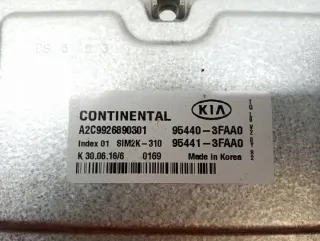 CONTINENTAL KIA
A2C9926890301 95440-3FAA0
Index 01 SIM2K-310 95441-3FAA0
K 30.06.16/6 0169 Made in Korea